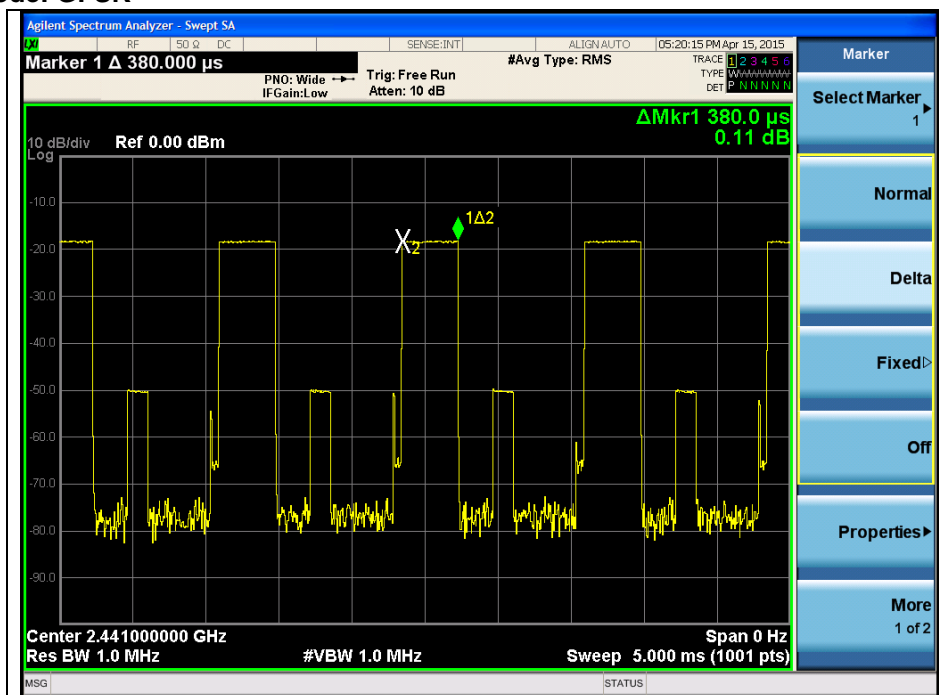 Agilent Spectrum Analyzer - Swept SA
LXI RF 50 Ω DC SENSE:INT ALIGN AUTO 05:20:15 PM Apr 15, 2015
Marker 1 Δ 380.000 µs
PNO: Wide
IFGain:Low
Trig: Free Run
Atten: 10 dB
#Avg Type: RMS
TRACE 1 2 3 4 5 6
TYPE W
DET P N N N N N
ΔMkr1 380.0 µs
0.11 dB
10 dB/div Ref 0.00 dBm
Log
-10.0
-20.0
-30.0
-40.0
-50.0
-60.0
-70.0
-80.0
-90.0
X2
1Δ2
Center 2.441000000 GHz
Span 0 Hz
Res BW 1.0 MHz
#VBW 1.0 MHz
Sweep 5.000 ms (1001 pts)
MSG
STATUS
Marker
Select Marker
1
Normal
Delta
Fixed
Off
Properties
More
1 of 2